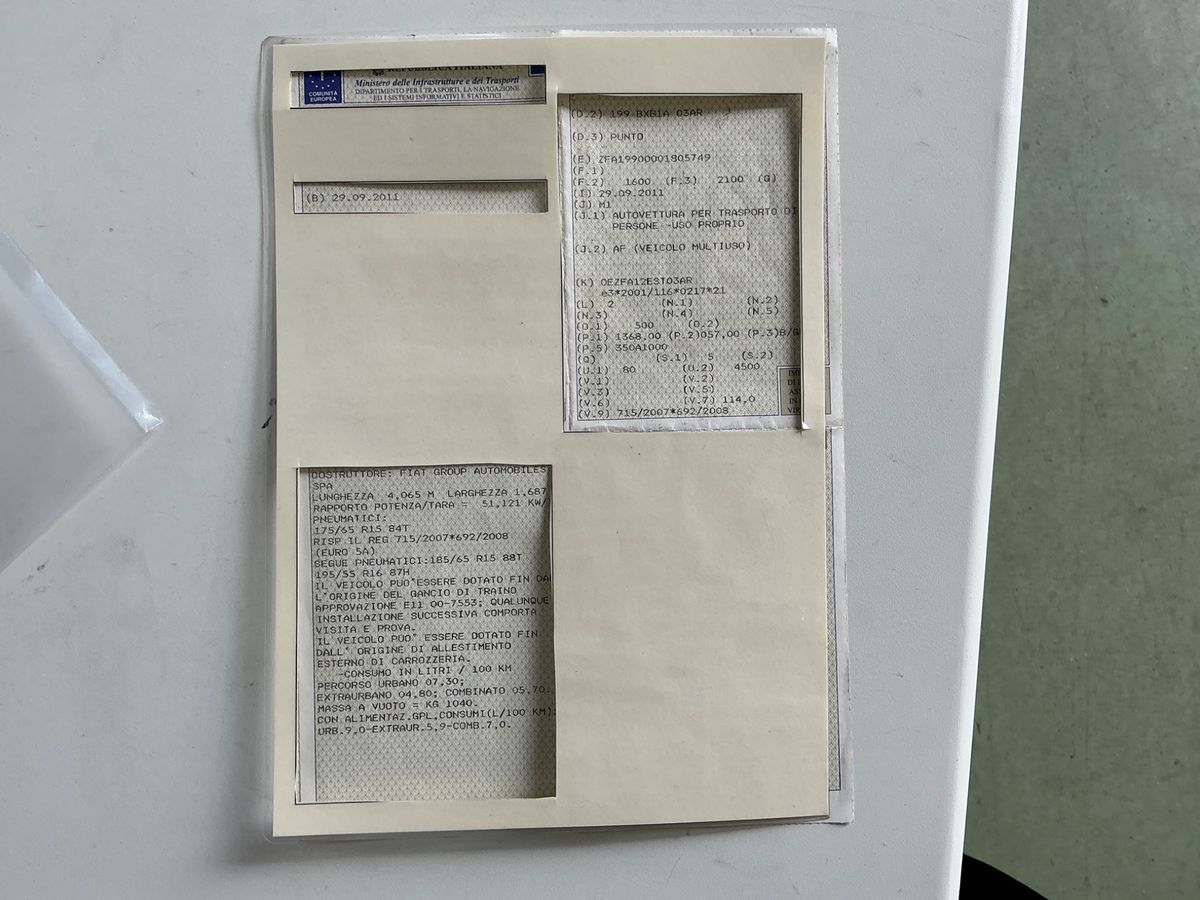 REPUBBLICA ITALIANA
Ministero delle Infrastrutture e dei Trasporti
DIPARTIMENTO PER I TRASPORTI, LA NAVIGAZIONE
ED I SISTEMI INFORMATIVI E STATISTICI
COMUNITÀ
EUROPEA
(B) 29.09.2011
(D.2) 199 BXB1A 03AR
(D.3) PUNTO
(E) ZFA19900001805749
(F.1)
(F.2) 1600 (F.3) 2100 (G)
(I) 29.09.2011
(J) M1
(J.1) AUTOVETTURA PER TRASPORTO DI
PERSONE -USO PROPRIO
(J.2) AF (VEICOLO MULTIUSO)
(K) OEZFA12EST03AR
e3*2001/116*0217*21
(L) 2 (N.1) (N.2)
(N.3) (N.4) (N.5)
(O.1) 500 (O.2)
(P.1) 1368,00 (P.2)057,00 (P.3)B/G
(P.5) 350A1000
(Q) (S.1) 5 (S.2)
(U.1) 80 (U.2) 4500
(V.1) (V.2)
(V.3) (V.5)
(V.6) (V.7) 114,0
(V.9) 715/2007*692/2008
COSTRUTTORE: FIAT GROUP AUTOMOBILES
SPA
LUNGHEZZA 4,065 M LARGHEZZA 1,687
RAPPORTO POTENZA/TARA = 51,121 KW/
PNEUMATICI:
175/65 R15 84T
RISP IL REG 715/2007*692/2008
(EURO 5A)
SEGUE PNEUMATICI:185/65 R15 88T
195/55 R16 87H
IL VEICOLO PUO'ESSERE DOTATO FIN DAL
L'ORIGINE DEL GANCIO DI TRAINO
APPROVAZIONE E11 00-7553; QUALUNQUE
INSTALLAZIONE SUCCESSIVA COMPORTA
VISITA E PROVA.
IL VEICOLO PUO' ESSERE DOTATO FIN
DALL' ORIGINE DI ALLESTIMENTO
ESTERNO DI CARROZZERIA.
-CONSUMO IN LITRI / 100 KM
PERCORSO URBANO 07,30;
EXTRAURBANO 04,80; COMBINATO 05,70.
MASSA A VUOTO = KG 1040.
CON ALIMENTAZ.GPL,CONSUMI(L/100 KM):
URB.9,0-EXTRAUR.5,9-COMB.7,0.